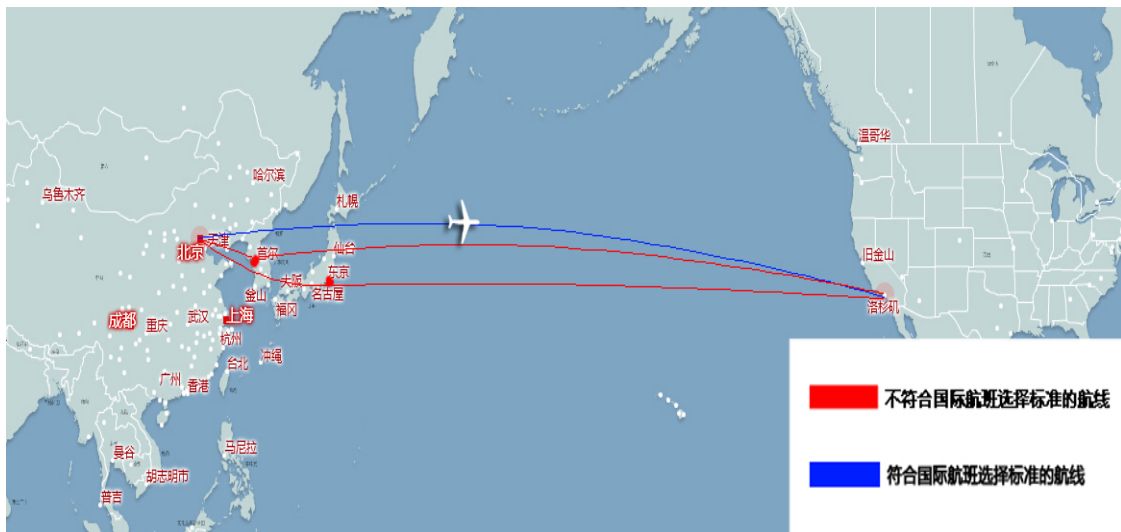 温哥华
哈尔滨
乌鲁木齐
札幌
天津
北京
首尔
仙台
旧金山
大阪
东京
金山
名古屋
洛杉矶
福冈
成都
重庆
武汉
上海
杭州
冲绳
台北
广州
香港
不符合国际航班选择标准的航线
马尼拉
曼谷
胡志明市
符合国际航班选择标准的航线
普吉